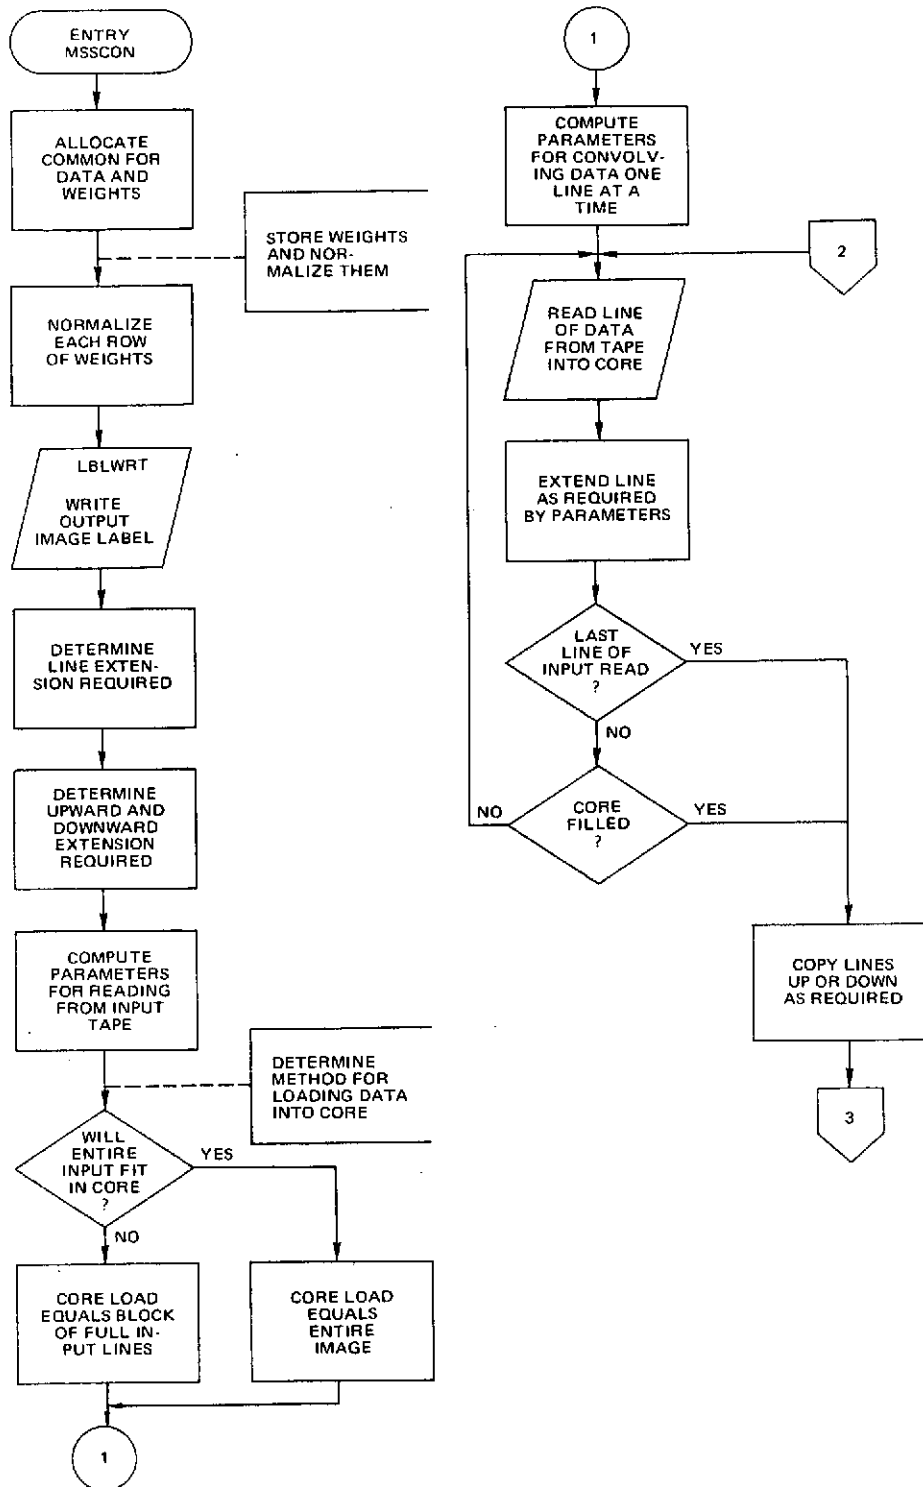 ENTRY
MSSCON
ALLOCATE
COMMON FOR
DATA AND
WEIGHTS
STORE WEIGHTS
AND NOR-
MALIZE THEM
NORMALIZE
EACH ROW
OF WEIGHTS
LBLWRT
WRITE
OUTPUT
IMAGE LABEL
DETERMINE
LINE EXTEN-
SION REQUIRED
DETERMINE
UPWARD AND
DOWNWARD
EXTENSION
REQUIRED
COMPUTE
PARAMETERS
FOR READING
FROM INPUT
TAPE
DETERMINE
METHOD FOR
LOADING DATA
INTO CORE
WILL
ENTIRE
INPUT FIT
IN CORE
?
YES
NO
CORE LOAD
EQUALS BLOCK
OF FULL IN-
PUT LINES
CORE LOAD
EQUALS
ENTIRE
IMAGE
1
1
COMPUTE
PARAMETERS
FOR CONVOLV-
ING DATA ONE
LINE AT A
TIME
2
READ LINE
OF DATA
FROM TAPE
INTO CORE
EXTEND LINE
AS REQUIRED
BY PARAMETERS
LAST
LINE OF
INPUT READ
?
YES
NO
CORE
FILLED
?
NO
YES
COPY LINES
UP OR DOWN
AS REQUIRED
3